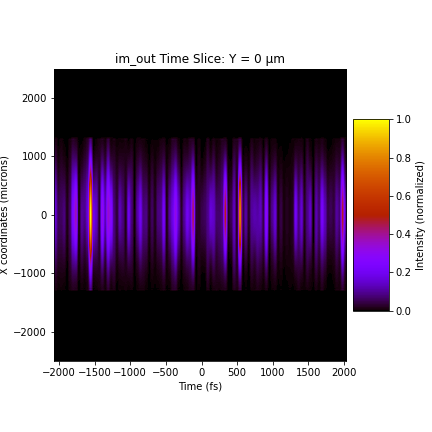 im_out Time Slice: Y = 0 μm
2000
1000
0
−1000
−2000
X coordinates (microns)
−2000 −1500 −1000 −500 0 500 1000 1500 2000
Time (fs)
1.0
0.8
0.6
0.4
0.2
0.0
Intensity (normalized)